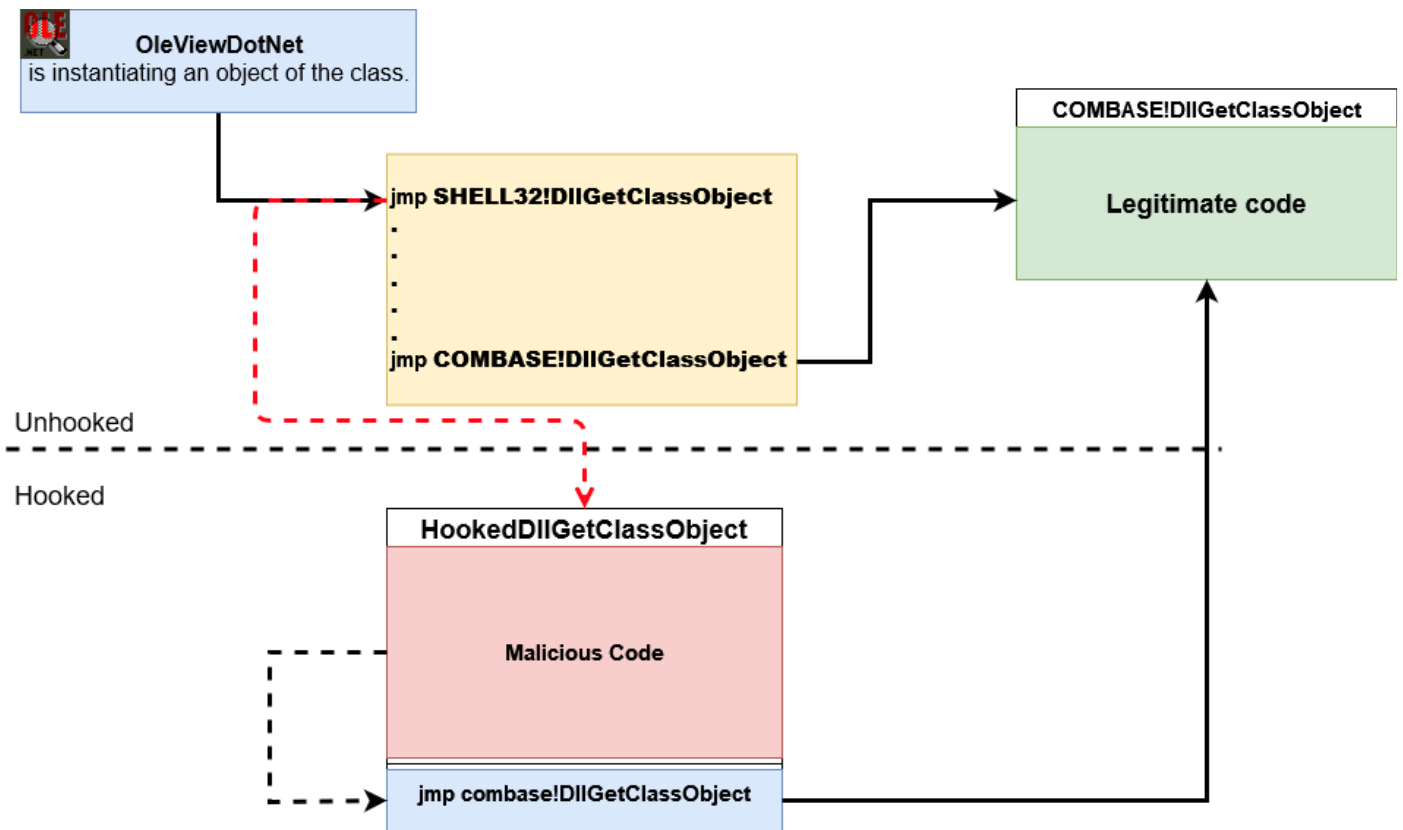 OLE
.NET
OleViewDotNet
is instantiating an object of the class.
COMBASE!DllGetClassObject
Legitimate code
jmp SHELL32!DllGetClassObject
.
.
.
.
.
jmp COMBASE!DllGetClassObject
Unhooked
Hooked
HookedDllGetClassObject
Malicious Code
jmp combase!DllGetClassObject